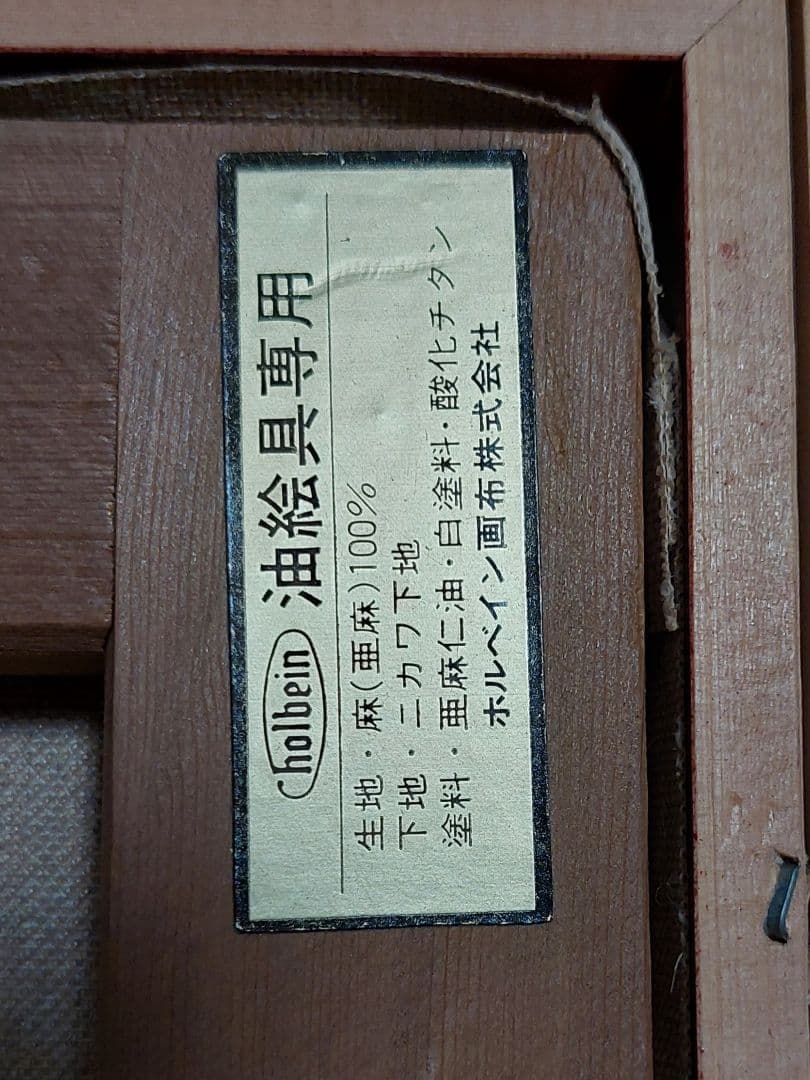 holbein 油絵具専用
生地・麻(亜麻)100%
下地・ニカワ下地
塗料・亜麻仁油・白塗料・酸化チタン
ホルベイン画布株式会社